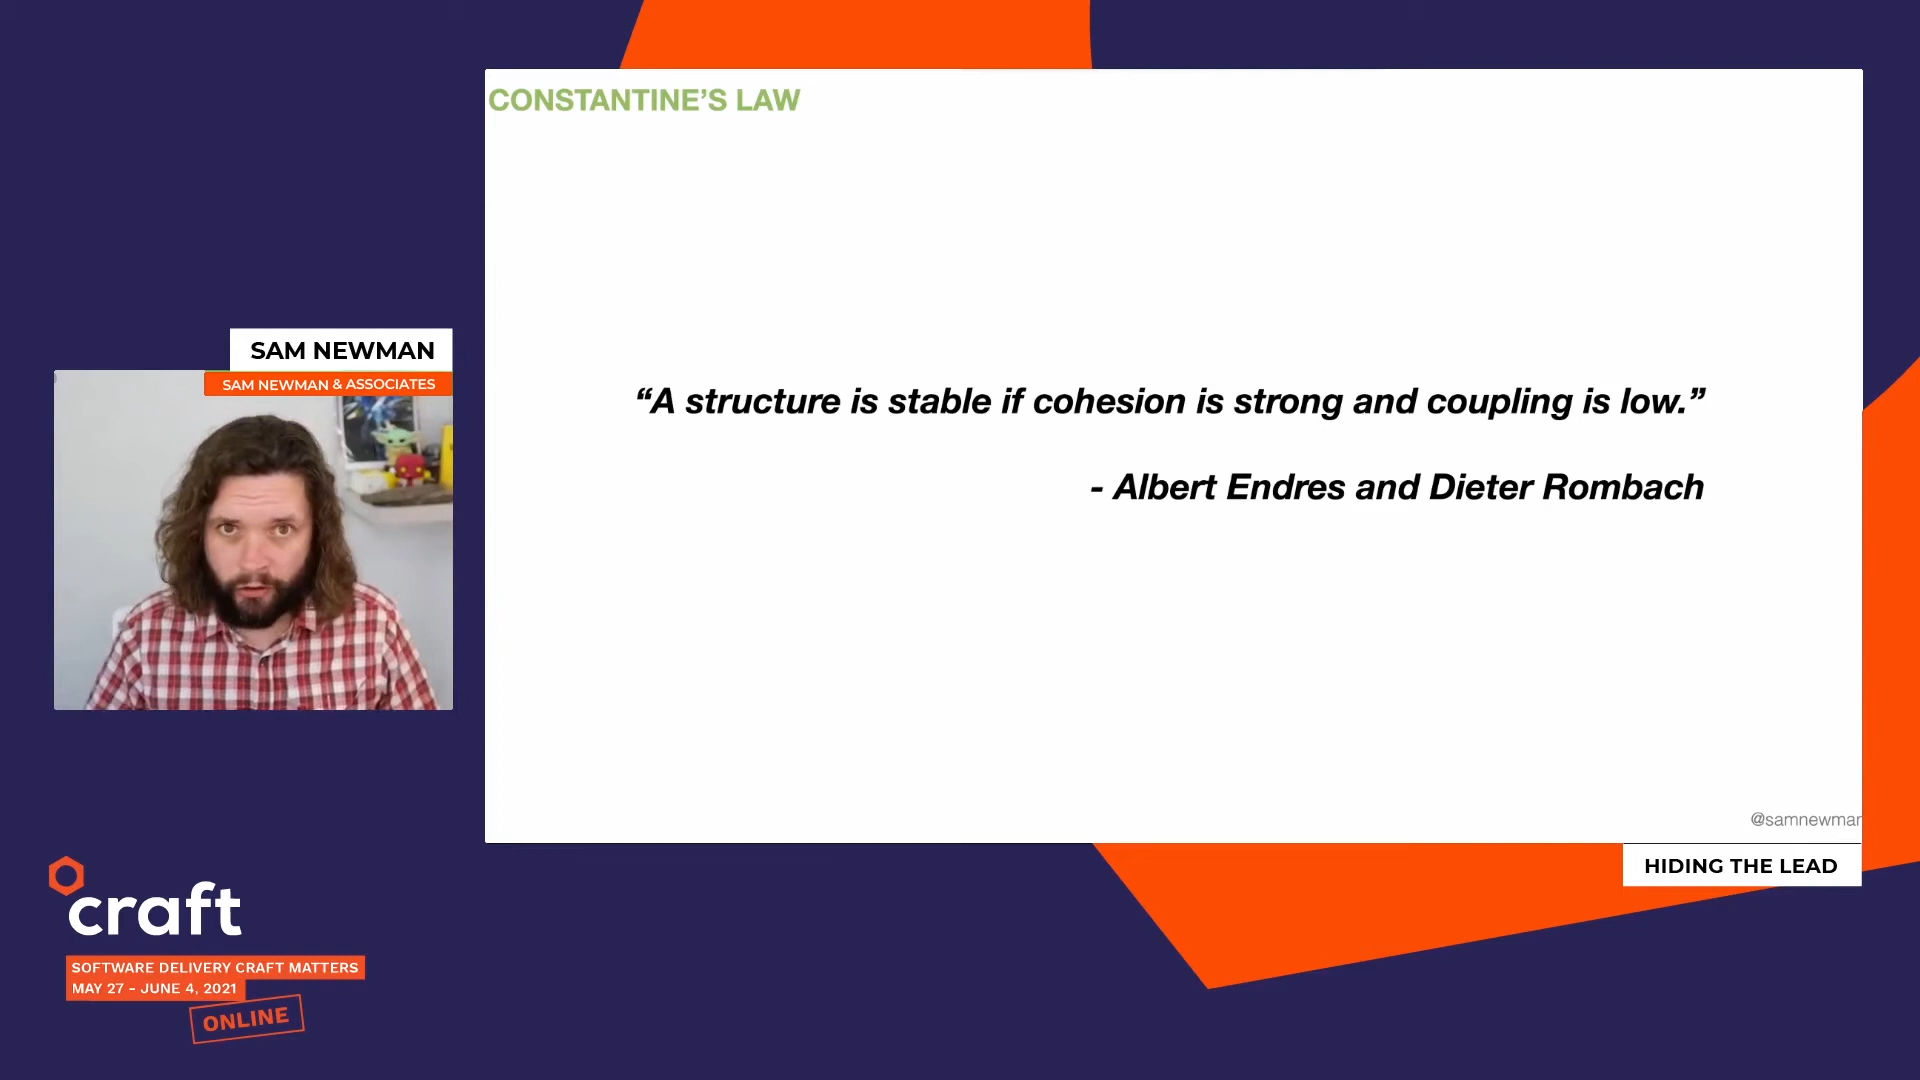 CONSTANTINE’S LAW
“A structure is stable if cohesion is strong and coupling is low.”
- Albert Endres and Dieter Rombach
@samnewman
HIDING THE LEAD
SAM NEWMAN
SAM NEWMAN & ASSOCIATES
craft
SOFTWARE DELIVERY CRAFT MATTERS
MAY 27 - JUNE 4, 2021
ONLINE